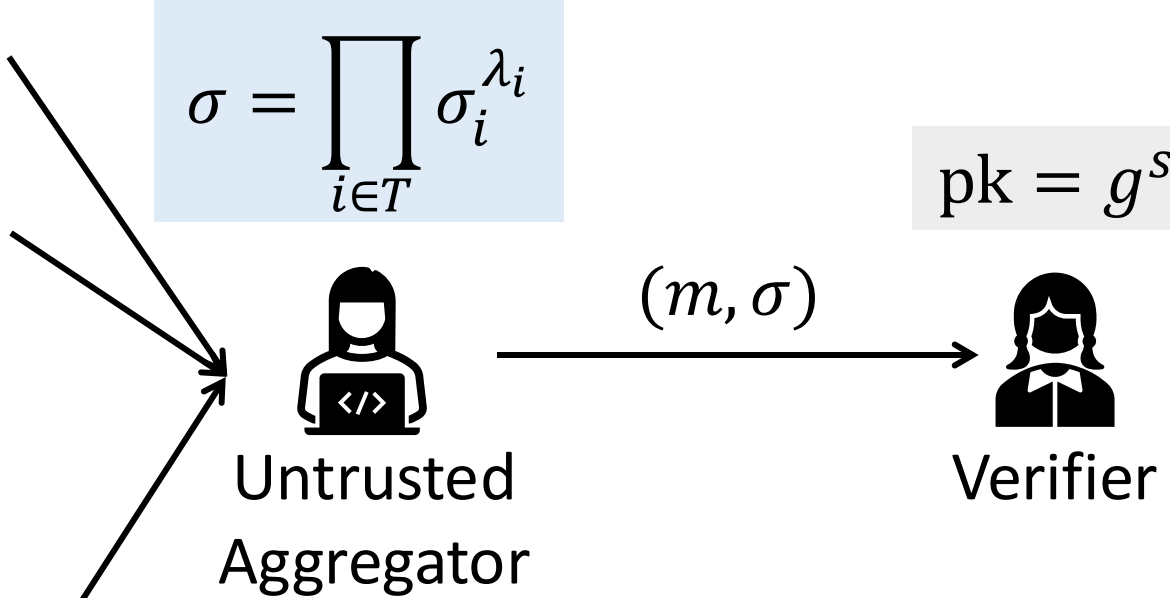 σ = ∏_{i∈T} σ_i^{λ_i}
pk = g^s
(m, σ)
</>
Untrusted
Aggregator
Verifier